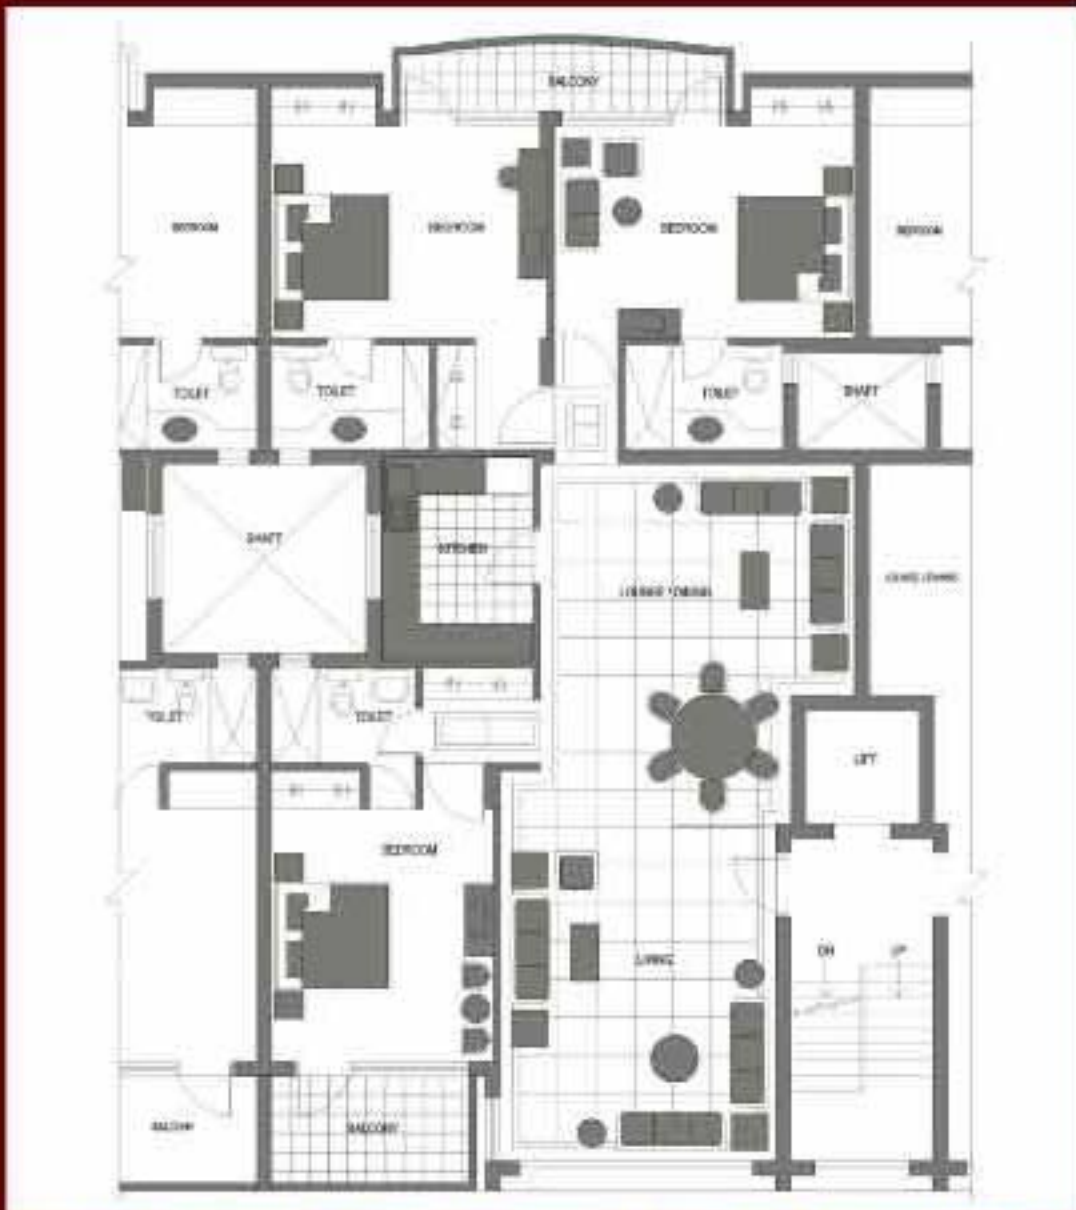 BALCONY
BEDROOM
BEDROOM
BEDROOM
BEDROOM
TOILET
TOILET
TOILET
SHAFT
SHAFT
KITCHEN
LOUNGE / DINING
TOILET
TOILET
LIFT
BEDROOM
LIVING
DN
UP
BALCONY
BALCONY